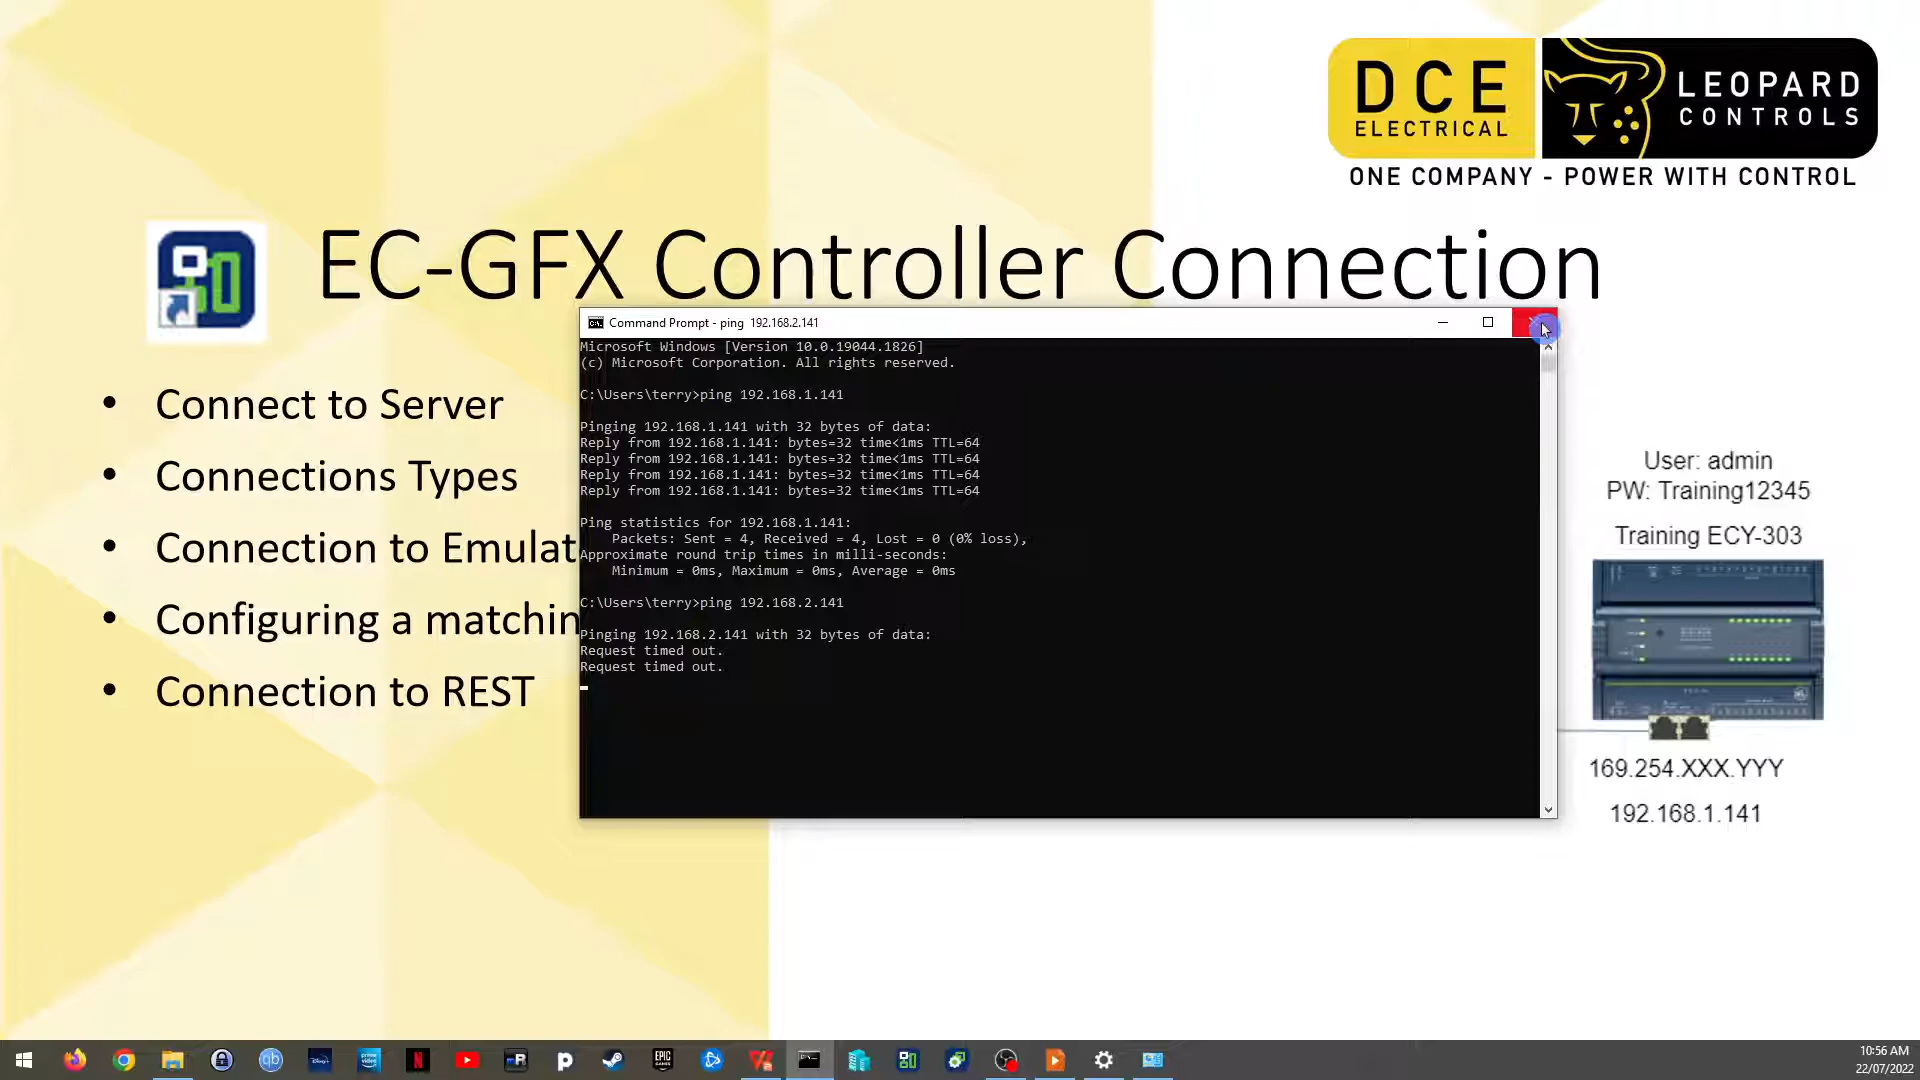 DCE
ELECTRICAL
LEOPARD
CONTROLS
ONE COMPANY - POWER WITH CONTROL
EC-GFX Controller Connection
• Connect to Server
• Connections Types
• Connection to Emulat
• Configuring a matchin
• Connection to REST
Command Prompt - ping 192.168.2.141
Microsoft Windows [Version 10.0.19044.1826]
(c) Microsoft Corporation. All rights reserved.
C:\Users\terry>ping 192.168.1.141
Pinging 192.168.1.141 with 32 bytes of data:
Reply from 192.168.1.141: bytes=32 time<1ms TTL=64
Reply from 192.168.1.141: bytes=32 time<1ms TTL=64
Reply from 192.168.1.141: bytes=32 time<1ms TTL=64
Reply from 192.168.1.141: bytes=32 time<1ms TTL=64
Ping statistics for 192.168.1.141:
Packets: Sent = 4, Received = 4, Lost = 0 (0% loss),
Approximate round trip times in milli-seconds:
Minimum = 0ms, Maximum = 0ms, Average = 0ms
C:\Users\terry>ping 192.168.2.141
Pinging 192.168.2.141 with 32 bytes of data:
Request timed out.
Request timed out.
User: admin
PW: Training12345
Training ECY-303
169.254.XXX.YYY
192.168.1.141
10:56 AM
22/07/2022